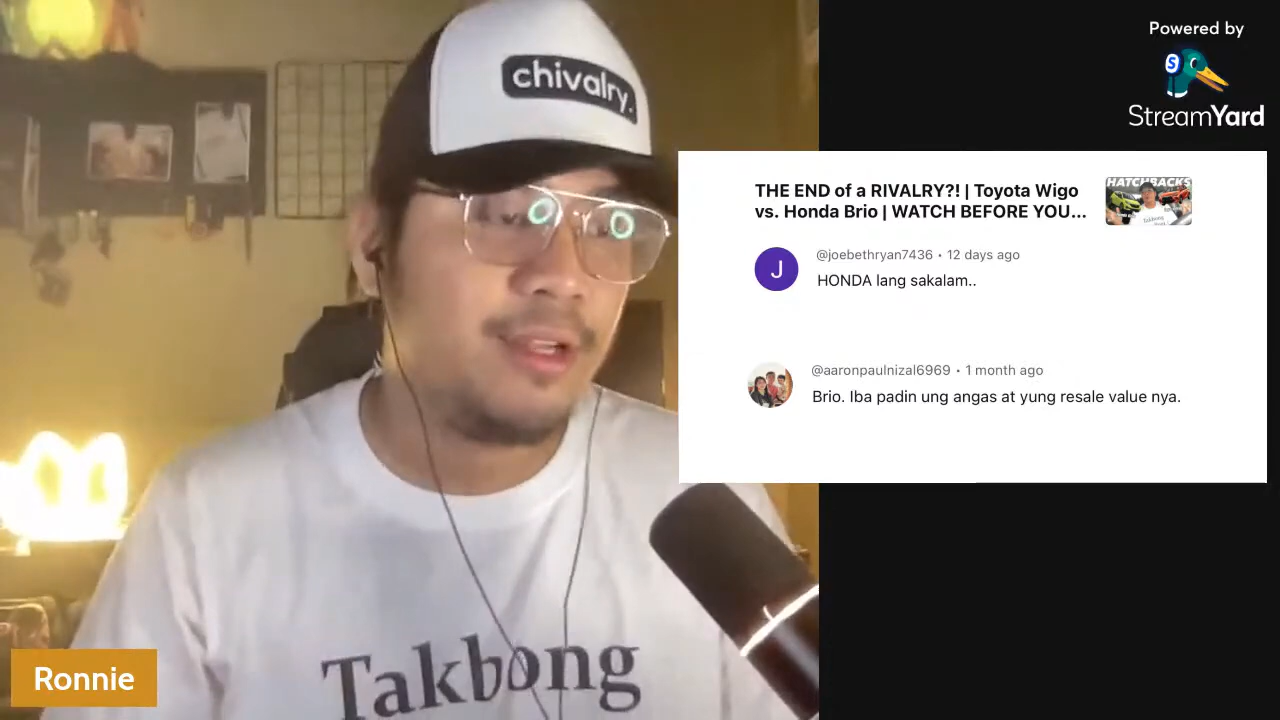 Powered by
StreamYard
chivalry.
THE END of a RIVALRY?! | Toyota Wigo
vs. Honda Brio | WATCH BEFORE YOU...
HATCHBACKS
Takbong
@joebethryan7436 • 12 days ago
J
HONDA lang sakalam..
@aaronpaulnizal6969 • 1 month ago
Brio. Iba padin ung angas at yung resale value nya.
Takbong
Ronnie